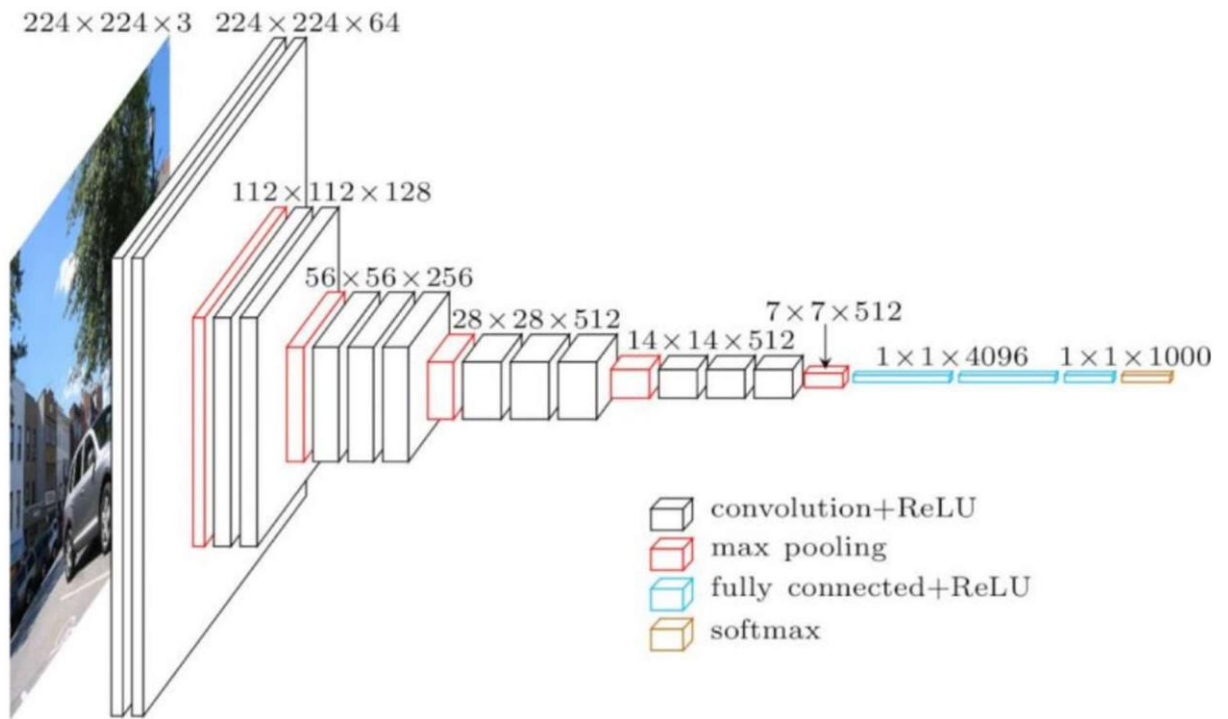 224×224×3
224×224×64
112×112×128
56×56×256
28×28×512
14×14×512
7×7×512
1×1×4096
1×1×1000
convolution+ReLU
max pooling
fully connected+ReLU
softmax